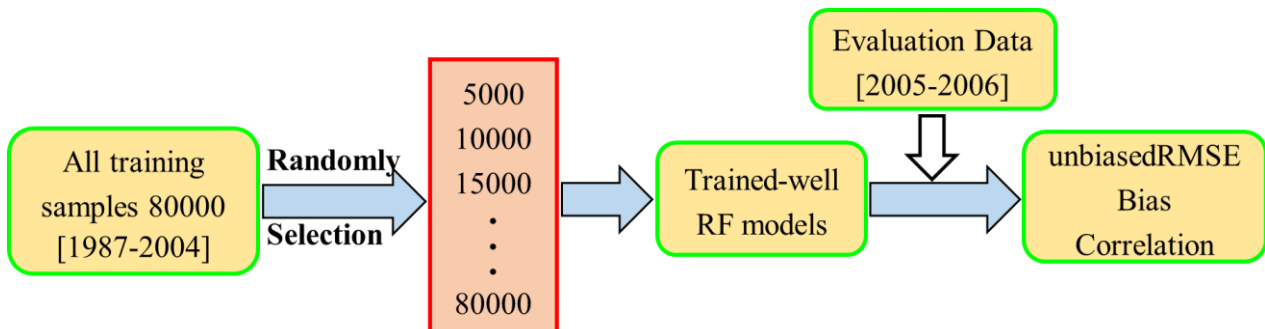 All training
samples 80000
[1987-2004]
Randomly
Selection
5000
10000
15000
.
.
.
80000
Trained-well
RF models
Evaluation Data
[2005-2006]
unbiasedRMSE
Bias
Correlation